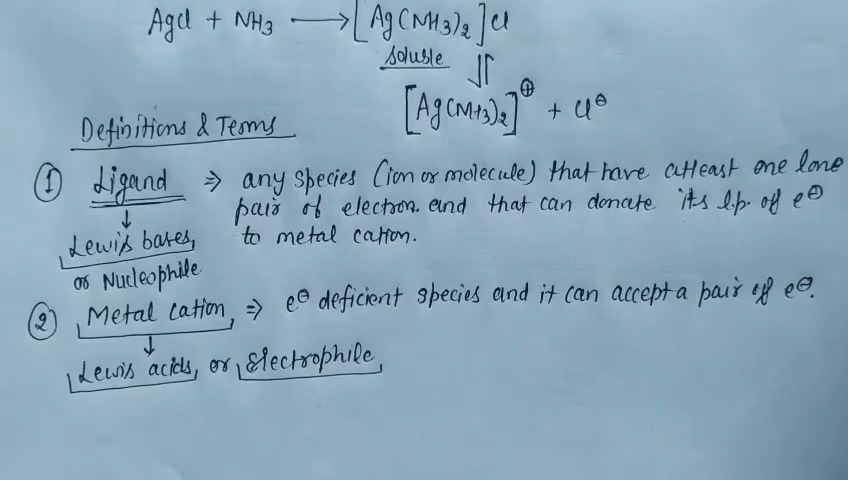 AgCl + NH3 ⟶ [Ag(NH3)2]Cl
soluble ⇌
[Ag(NH3)2]⊕ + Cl⊖
Definitions & Terms
① Ligand ⇒ any species (ion or molecule) that have atleast one lone
↓ pair of electron and that can donate its l.p. of e⊖
Lewis bases, to metal cation.
or Nucleophile
② Metal cation, ⇒ e⊖ deficient species and it can accept a pair of e⊖.
↓
Lewis acids, or Electrophile,